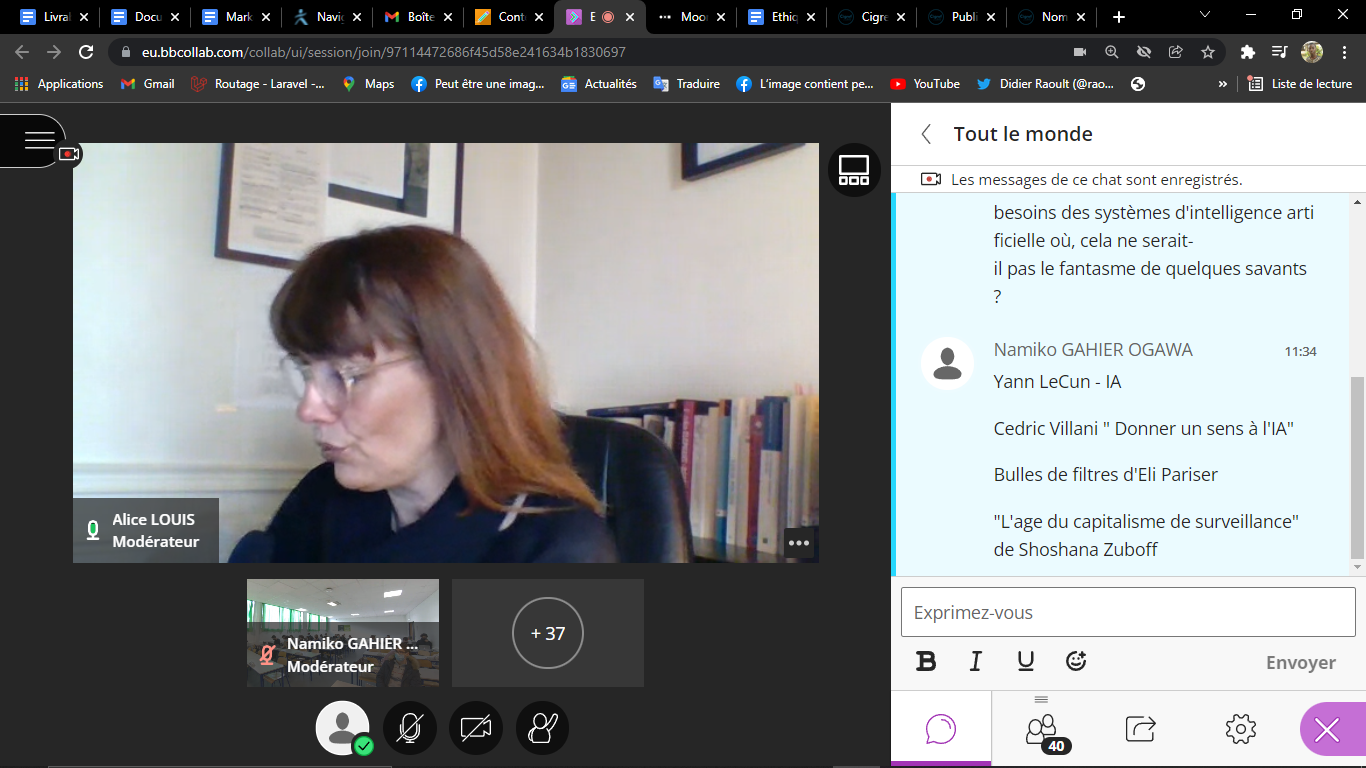 Livral
Docu
Mark
Navig
Boîte
Cont
E
Moo
Ethiq
Cigre
Publi
Nom
eu.bbcollab.com/collab/ui/session/join/97114472686f45d58e241634b1830697
Applications
Gmail
Routage - Laravel -...
Maps
Peut être une imag...
Actualités
Traduire
L'image contient pe...
YouTube
Didier Raoult (@rao...
»
Liste de lecture
Tout le monde
Les messages de ce chat sont enregistrés.
besoins des systèmes d'intelligence arti
ficielle où, cela ne serait-
il pas le fantasme de quelques savants
?
Namiko GAHIER OGAWA 11:34
Yann LeCun - IA
Cedric Villani " Donner un sens à l'IA"
Bulles de filtres d'Eli Pariser
"L'age du capitalisme de surveillance"
de Shoshana Zuboff
Alice LOUIS
Modérateur
Namiko GAHIER ...
Modérateur
+ 37
Exprimez-vous
B I U
Envoyer
40